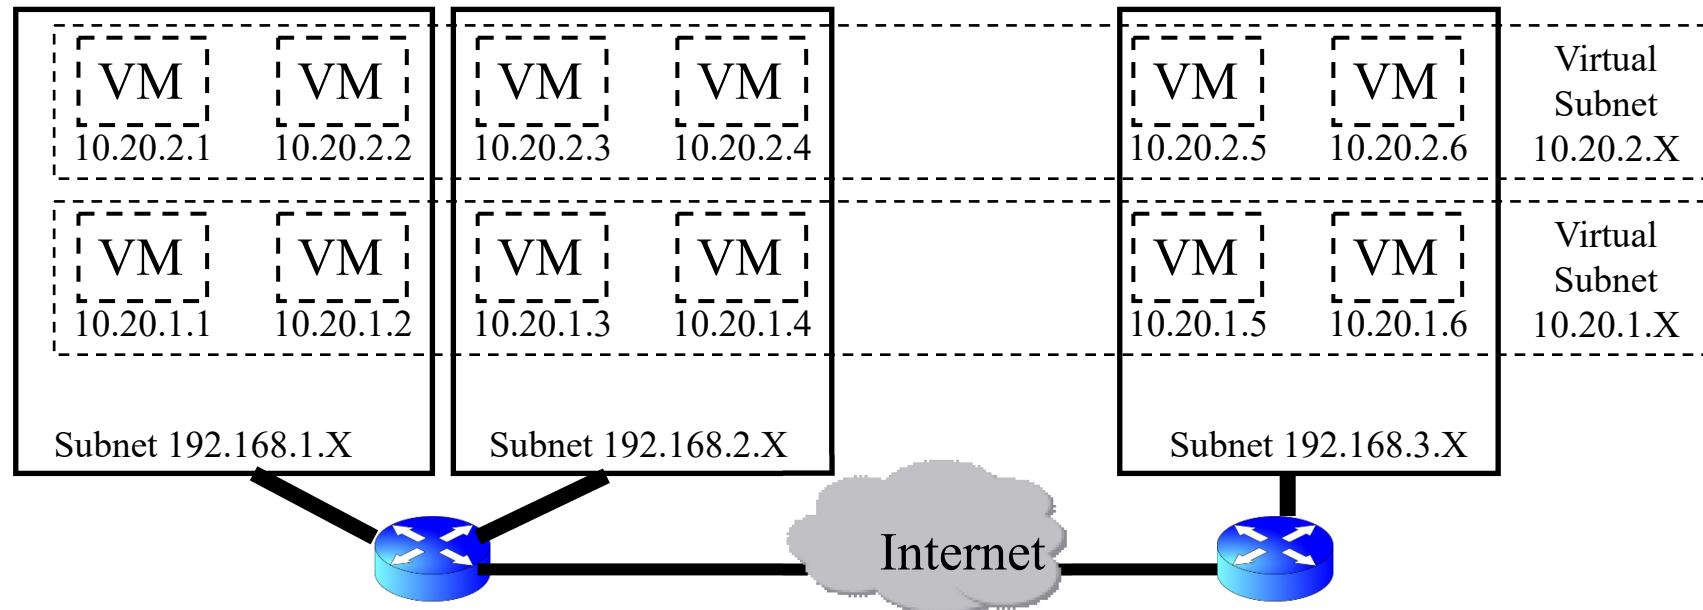 VM VM VM VM VM VM
10.20.2.1 10.20.2.2 10.20.2.3 10.20.2.4 10.20.2.5 10.20.2.6
Virtual
Subnet
10.20.2.X
VM VM VM VM VM VM
10.20.1.1 10.20.1.2 10.20.1.3 10.20.1.4 10.20.1.5 10.20.1.6
Virtual
Subnet
10.20.1.X
Subnet 192.168.1.X Subnet 192.168.2.X Subnet 192.168.3.X
Internet